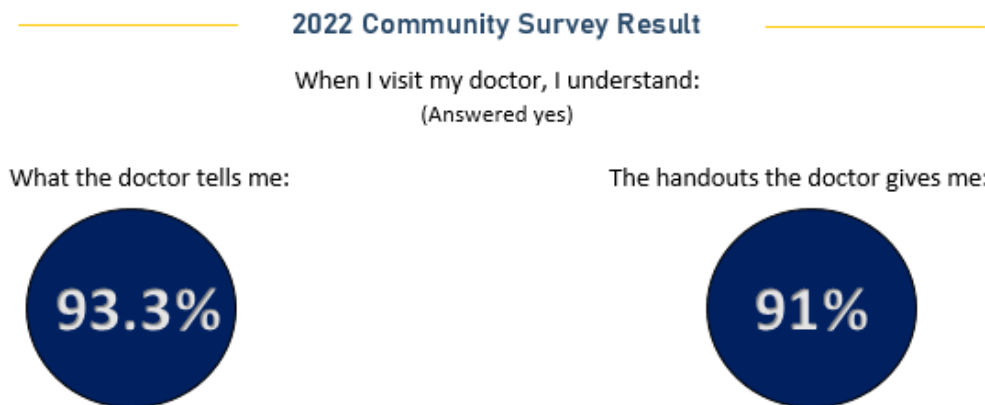 2022 Community Survey Result
When I visit my doctor, I understand:
(Answered yes)
What the doctor tells me:
The handouts the doctor gives me:
93.3%
91%